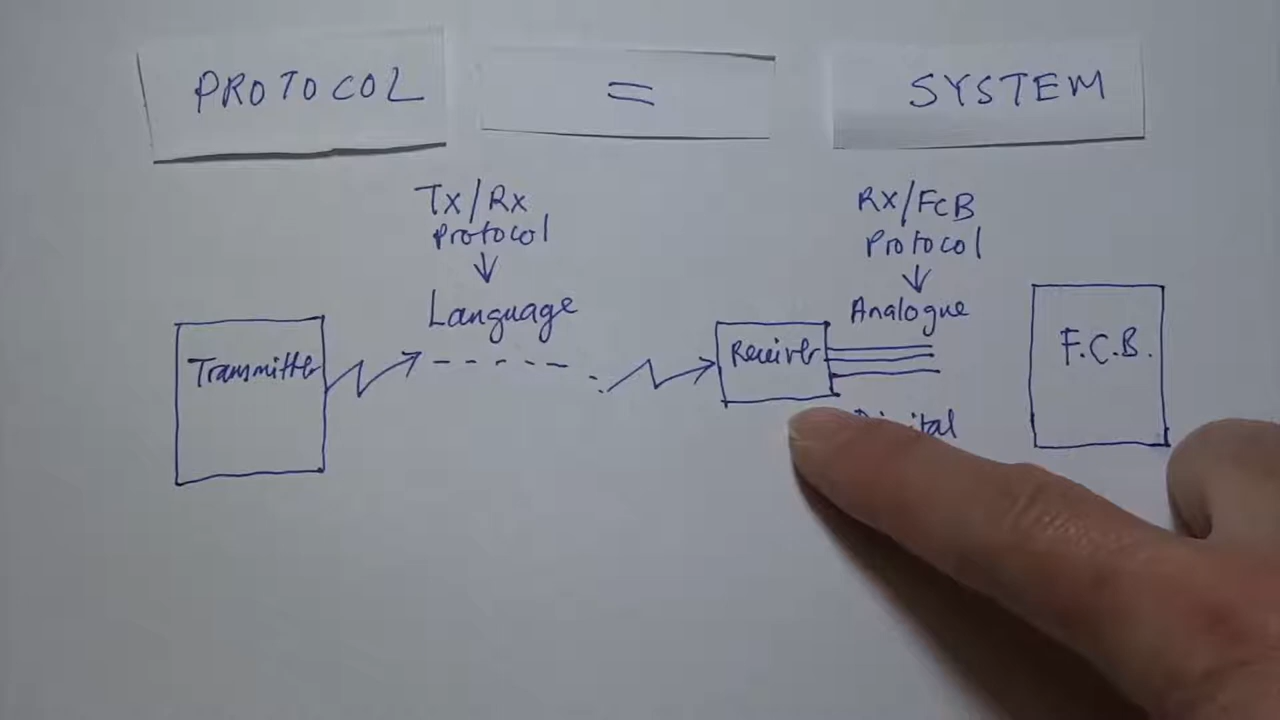 PROTOCOL = SYSTEM
Tx/Rx
Protocol
Language
RX/FCB
Protocol
Analogue
Transmitter
Receiver
F.C.B.